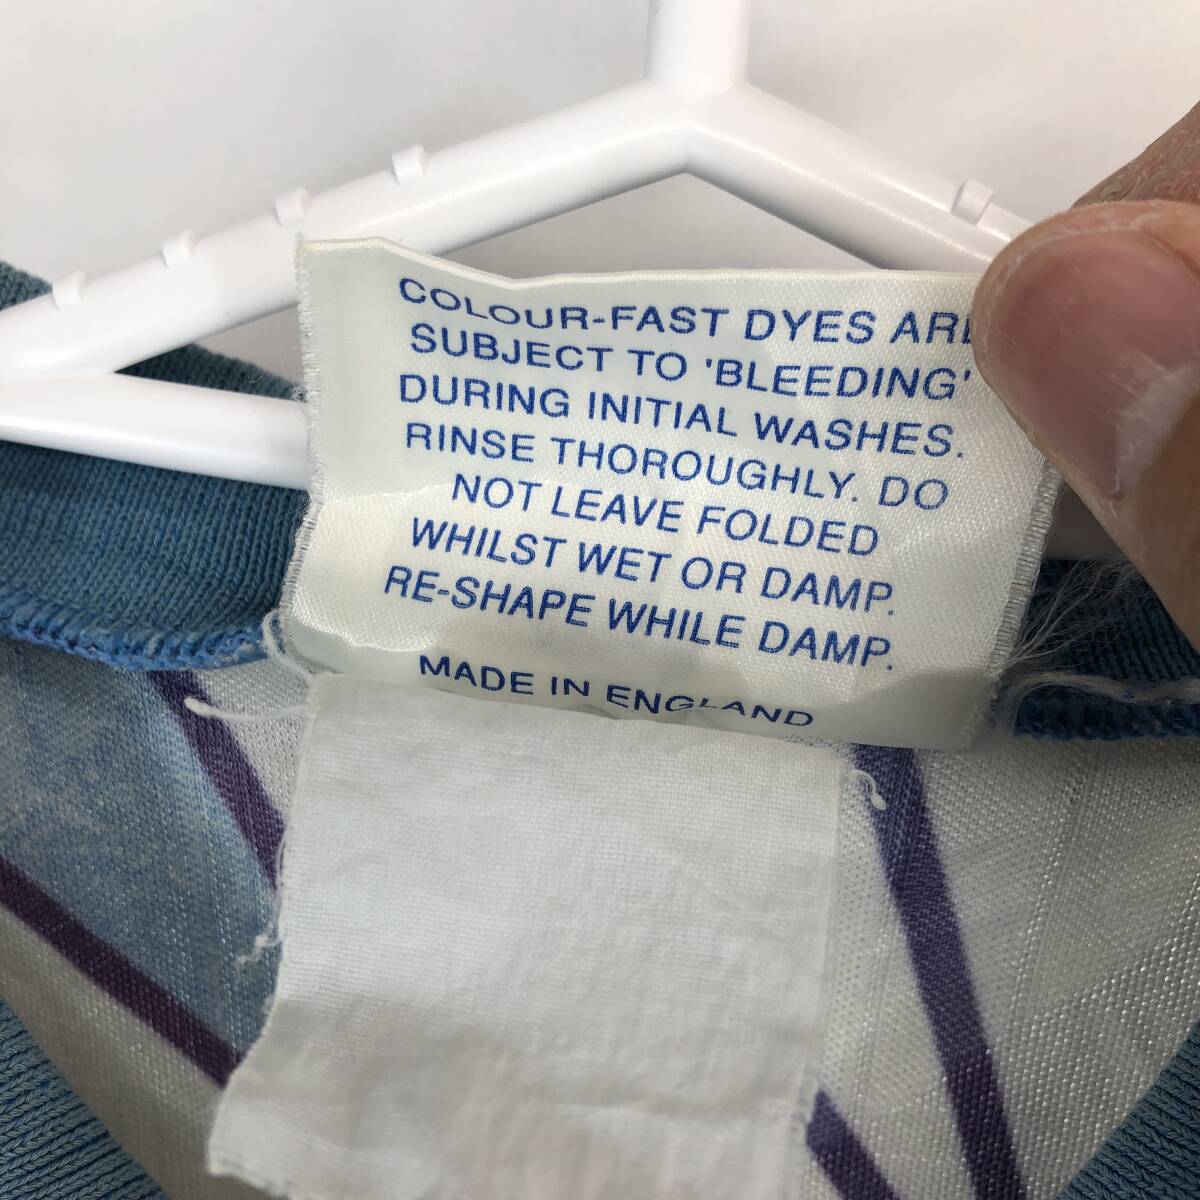 COLOUR-FAST DYES ARE
SUBJECT TO 'BLEEDING'
DURING INITIAL WASHES.
RINSE THOROUGHLY. DO
NOT LEAVE FOLDED
WHILST WET OR DAMP.
RE-SHAPE WHILE DAMP.
MADE IN ENGLAND